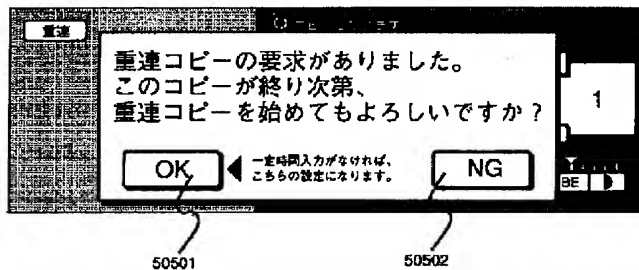 重連
重連コピーの要求がありました。
このコピーが終り次第、
重連コピーを始めてもよろしいですか？
OK
一定時間入力がなければ、
こちらの設定になります。
NG
1
BE
50501
50502